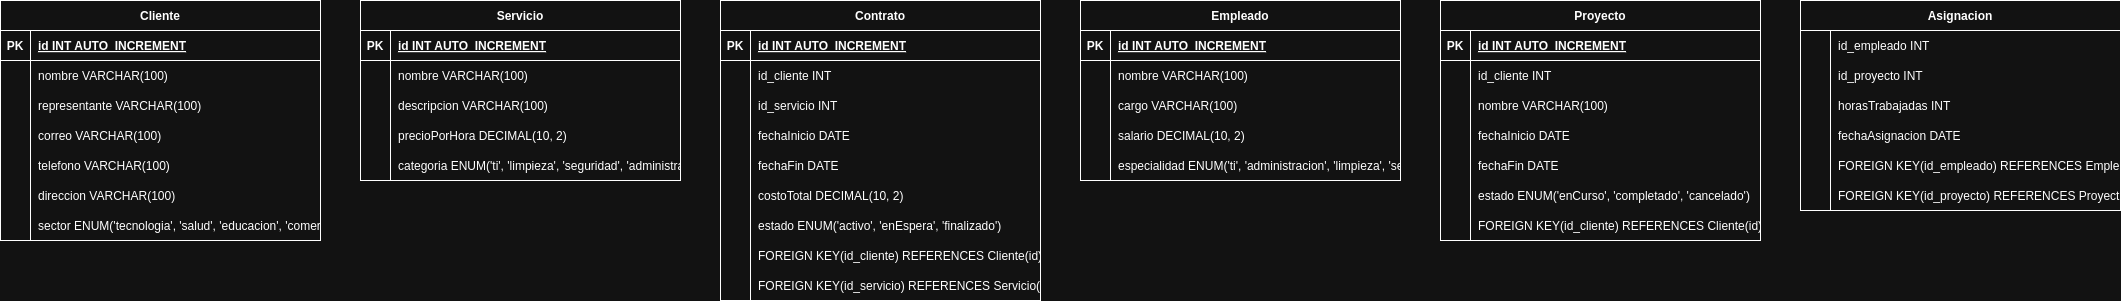 Cliente
PK id INT AUTO_INCREMENT
nombre VARCHAR(100)
representante VARCHAR(100)
correo VARCHAR(100)
telefono VARCHAR(100)
direccion VARCHAR(100)
sector ENUM('tecnologia', 'salud', 'educacion', 'comer
Servicio
PK id INT AUTO_INCREMENT
nombre VARCHAR(100)
descripcion VARCHAR(100)
precioPorHora DECIMAL(10, 2)
categoria ENUM('ti', 'limpieza', 'seguridad', 'administra
Contrato
PK id INT AUTO_INCREMENT
id_cliente INT
id_servicio INT
fechaInicio DATE
fechaFin DATE
costoTotal DECIMAL(10, 2)
estado ENUM('activo', 'enEspera', 'finalizado')
FOREIGN KEY(id_cliente) REFERENCES Cliente(id)
FOREIGN KEY(id_servicio) REFERENCES Servicio(
Empleado
PK id INT AUTO_INCREMENT
nombre VARCHAR(100)
cargo VARCHAR(100)
salario DECIMAL(10, 2)
especialidad ENUM('ti', 'administracion', 'limpieza', 'se
Proyecto
PK id INT AUTO_INCREMENT
id_cliente INT
nombre VARCHAR(100)
fechaInicio DATE
fechaFin DATE
estado ENUM('enCurso', 'completado', 'cancelado')
FOREIGN KEY(id_cliente) REFERENCES Cliente(id)
Asignacion
id_empleado INT
id_proyecto INT
horasTrabajadas INT
fechaAsignacion DATE
FOREIGN KEY(id_empleado) REFERENCES Emple
FOREIGN KEY(id_proyecto) REFERENCES Proyect